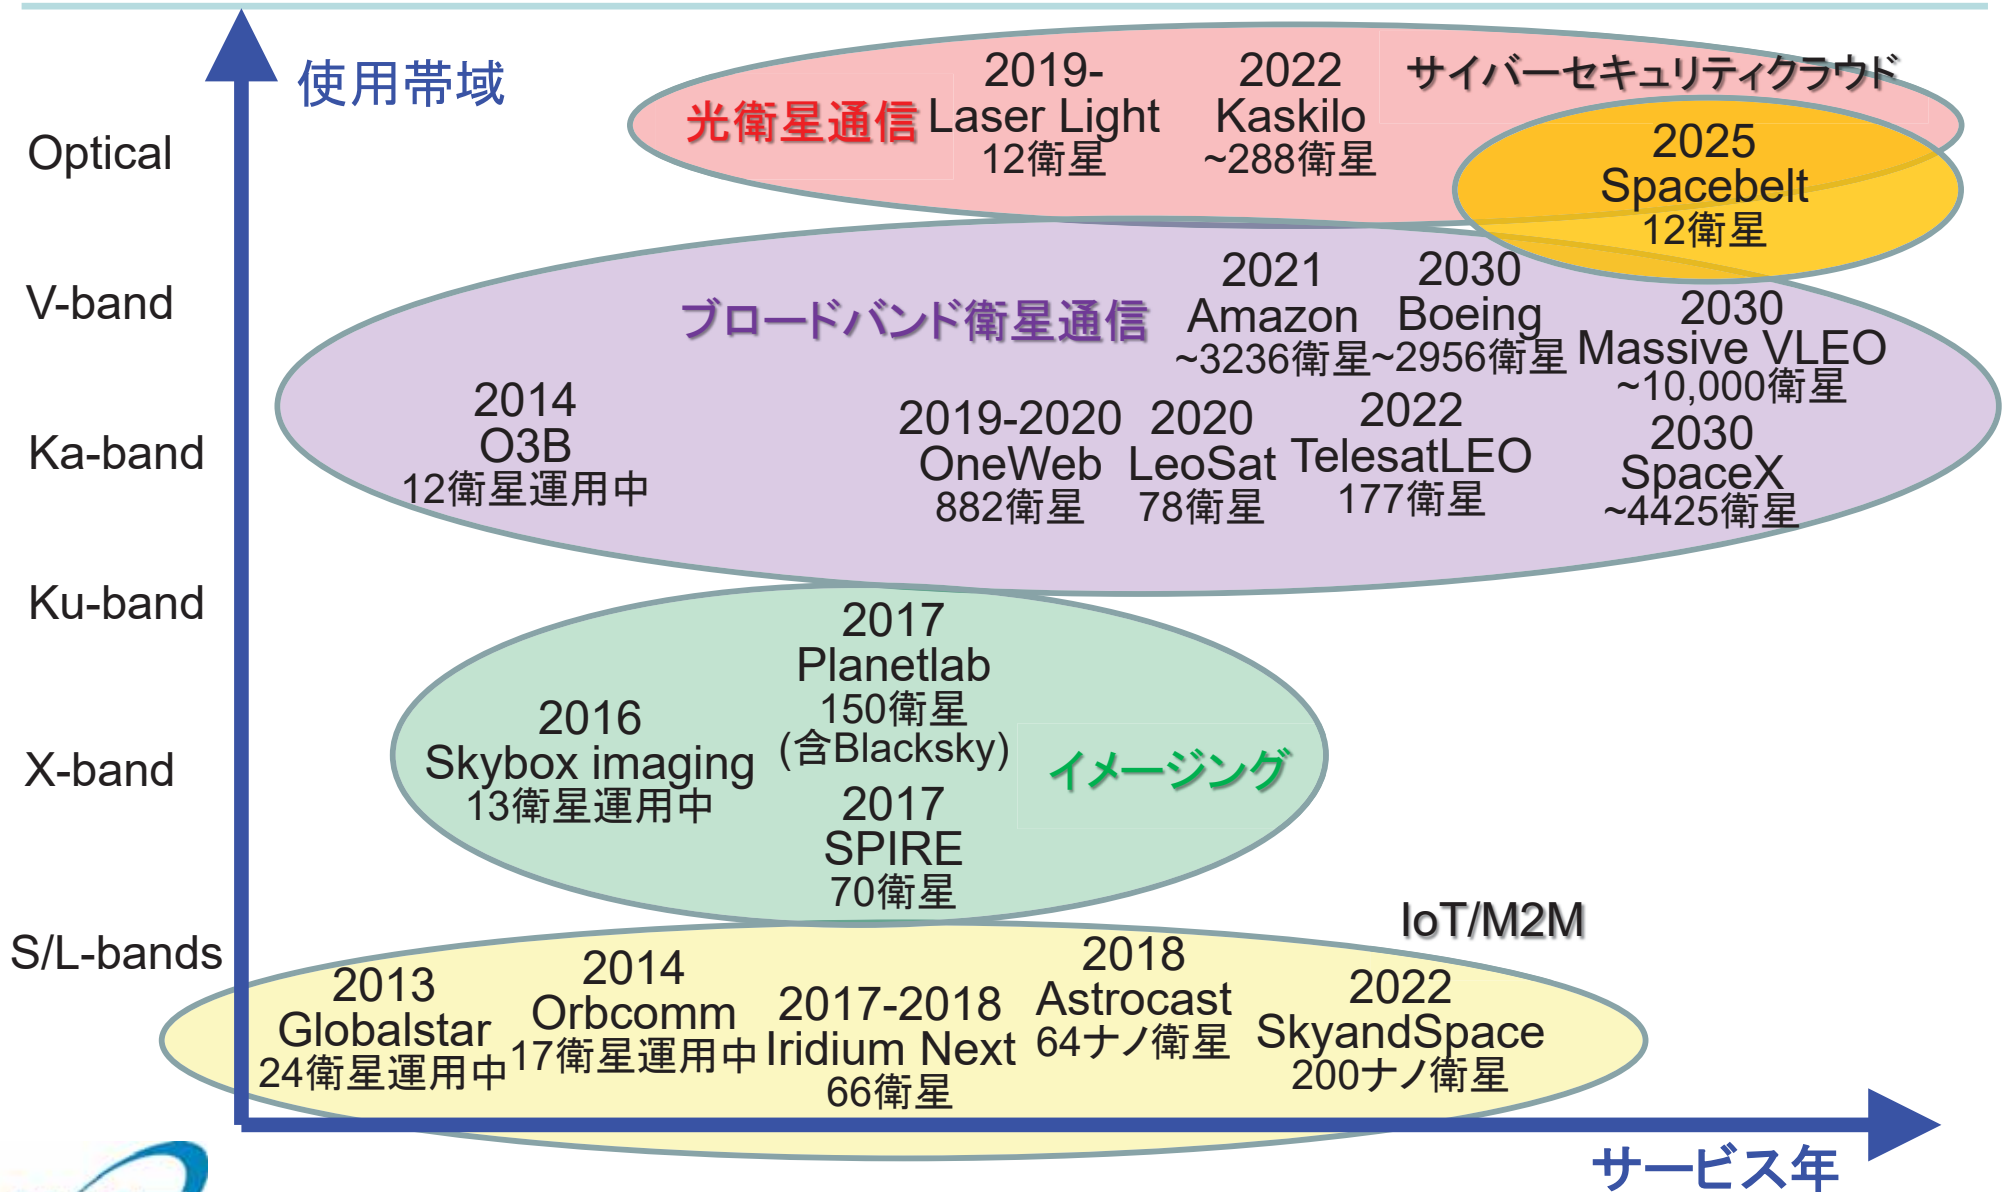 使用帯域
Optical
V-band
Ka-band
Ku-band
X-band
S/L-bands
光衛星通信
2019-
Laser Light
12衛星
2022
Kaskilo
~288衛星
サイバーセキュリティクラウド
2025
Spacebelt
12衛星
ブロードバンド衛星通信
2021
Amazon
~3236衛星
2030
Boeing
~2956衛星
2030
Massive VLEO
~10,000衛星
2014
O3B
12衛星運用中
2019-2020
OneWeb
882衛星
2020
LeoSat
78衛星
2022
TelesatLEO
177衛星
2030
SpaceX
~4425衛星
2017
Planetlab
150衛星
(含Blacksky)
2016
Skybox imaging
13衛星運用中
イメージング
2017
SPIRE
70衛星
IoT/M2M
2013
Globalstar
24衛星運用中
2014
Orbcomm
17衛星運用中
2017-2018
Iridium Next
66衛星
2018
Astrocast
64ナノ衛星
2022
SkyandSpace
200ナノ衛星
サービス年